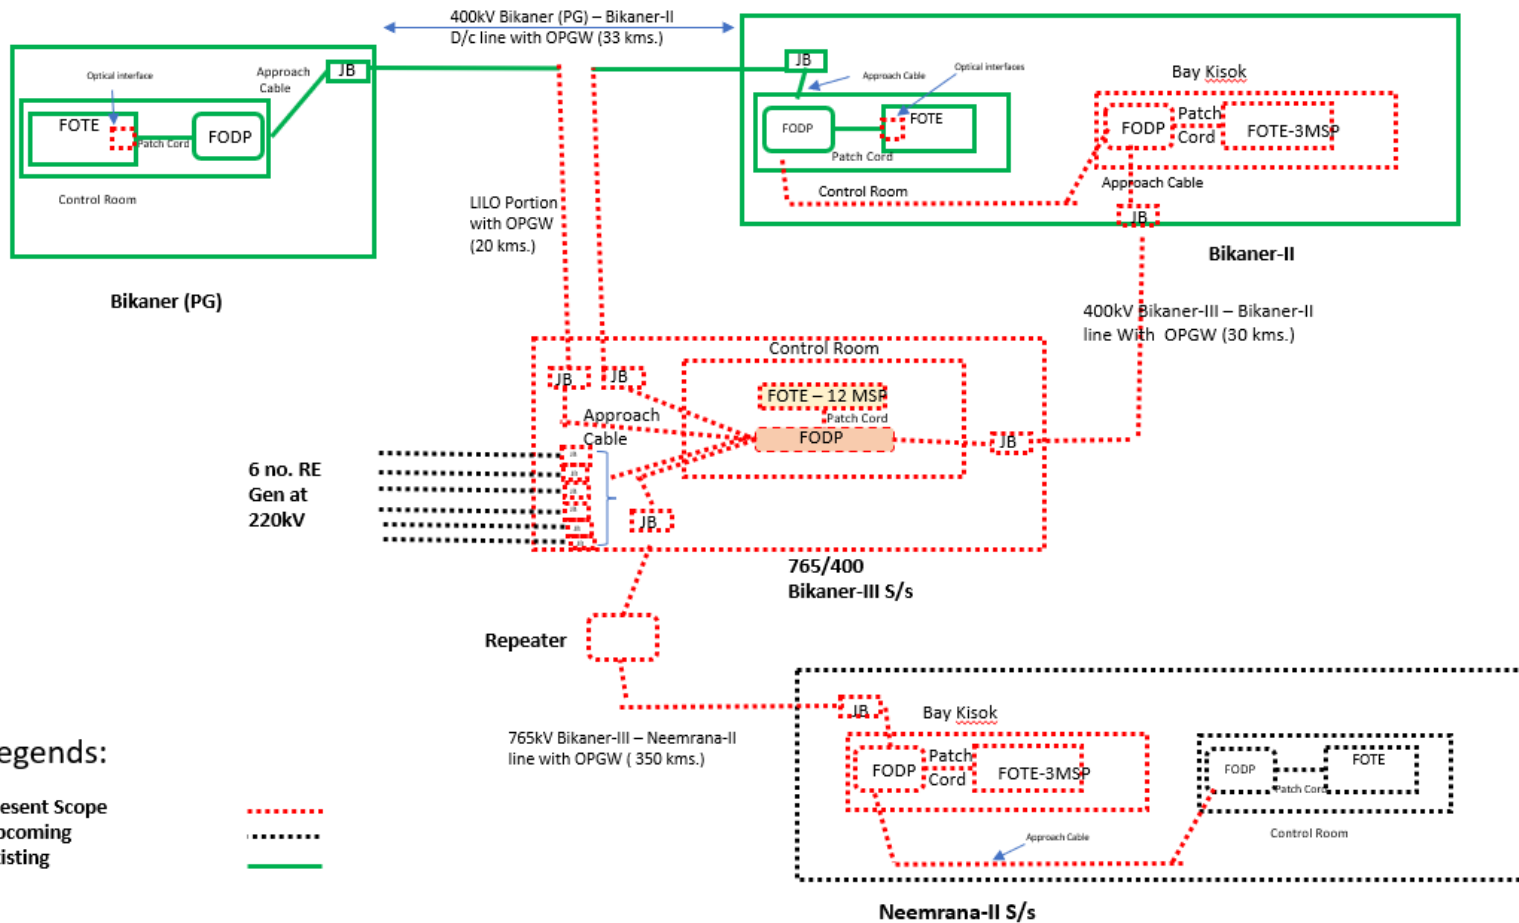 400kV Bikaner (PG) – Bikaner-II
D/c line with OPGW (33 kms.)
JB
Optical interface
Approach
Cable
FOTE
Patch Cord
FODP
Control Room
Bikaner (PG)
JB
Approach Cable
Optical interfaces
FODP
FOTE
Patch Cord
Control Room
Bay Kisok
FODP
Patch
Cord
FOTE-3MSP
Approach Cable
JB
Bikaner-II
LILO Portion
with OPGW
(20 kms.)
400kV Bikaner-III – Bikaner-II
line With OPGW (30 kms.)
Control Room
JB
JB
FOTE – 12 MSP
Patch Cord
FODP
Approach
Cable
JB
6 no. RE
Gen at
220kV
JB
JB
JB
JB
JB
JB
JB
765/400
Bikaner-III S/s
Repeater
765kV Bikaner-III – Neemrana-II
line with OPGW ( 350 kms.)
JB
Bay Kisok
FODP
Patch
Cord
FOTE-3MSP
FODP
Patch Cord
FOTE
Control Room
Approach Cable
Neemrana-II S/s
egends:
esent Scope
pcoming
isting